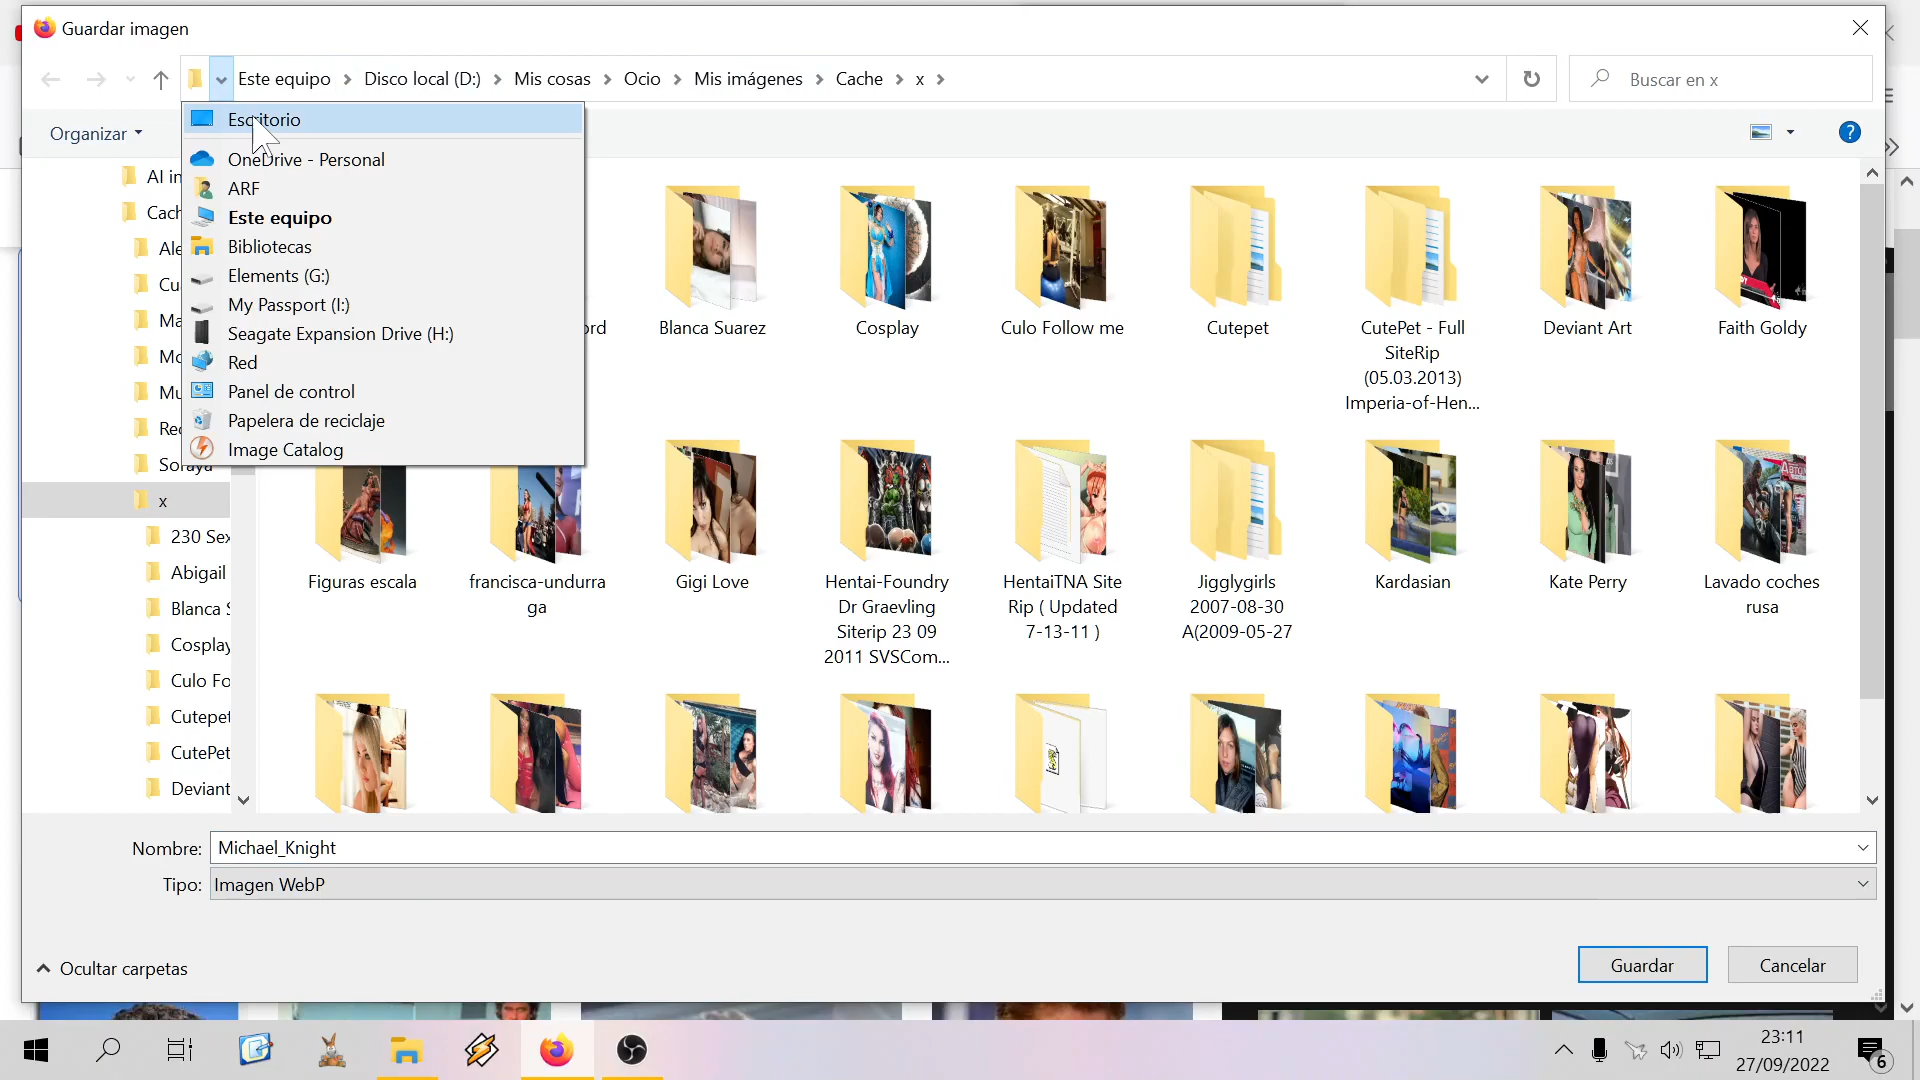 Guardar imagen
Este equipo
Disco local (D:)
Mis cosas
Ocio
Mis imágenes
Cache
x
Buscar en x
Organizar
Escritorio
OneDrive - Personal
ARF
Este equipo
Bibliotecas
Elements (G:)
My Passport (I:)
Seagate Expansion Drive (H:)
Red
Panel de control
Papelera de reciclaje
Image Catalog
Al in
Cach
Ale
Cu
Ma
Mo
Mu
Re
Soraya
x
230 Sex
Abigail
Blanca S
Cosplay
Culo Fo
Cutepet
CutePet
Deviant
ord
Blanca Suarez
Cosplay
Culo Follow me
Cutepet
CutePet - Full
SiteRip
(05.03.2013)
Imperia-of-Hen...
Deviant Art
Faith Goldy
Figuras escala
francisca-undurra
ga
Gigi Love
Hentai-Foundry
Dr Graevling
Siterip 23 09
2011 SVSCom...
HentaiTNA Site
Rip ( Updated
7-13-11 )
Jigglygirls
2007-08-30
A(2009-05-27
Kardasian
Kate Perry
Lavado coches
rusa
Nombre:
Michael_Knight
Tipo:
Imagen WebP
Ocultar carpetas
Guardar
Cancelar
23:11
27/09/2022
6